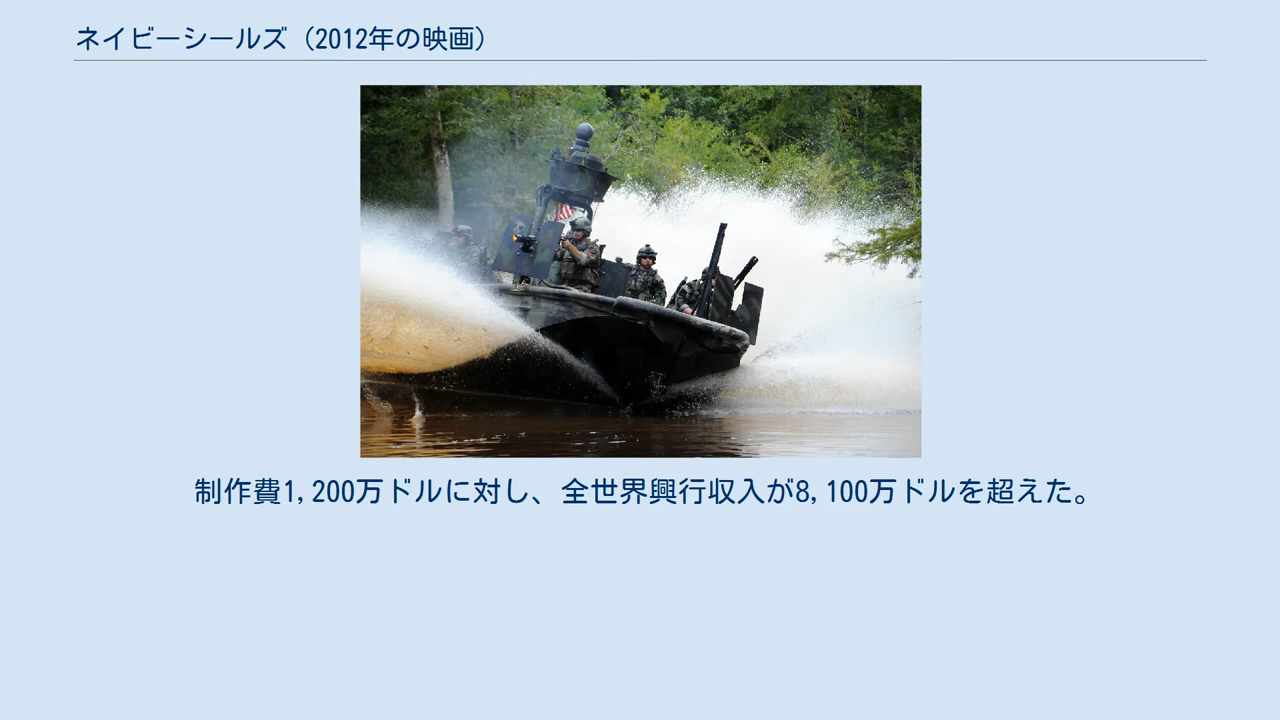 ネイビーシールズ（2012年の映画）
制作費1,200万ドルに対し、全世界興行収入が8,100万ドルを超えた。